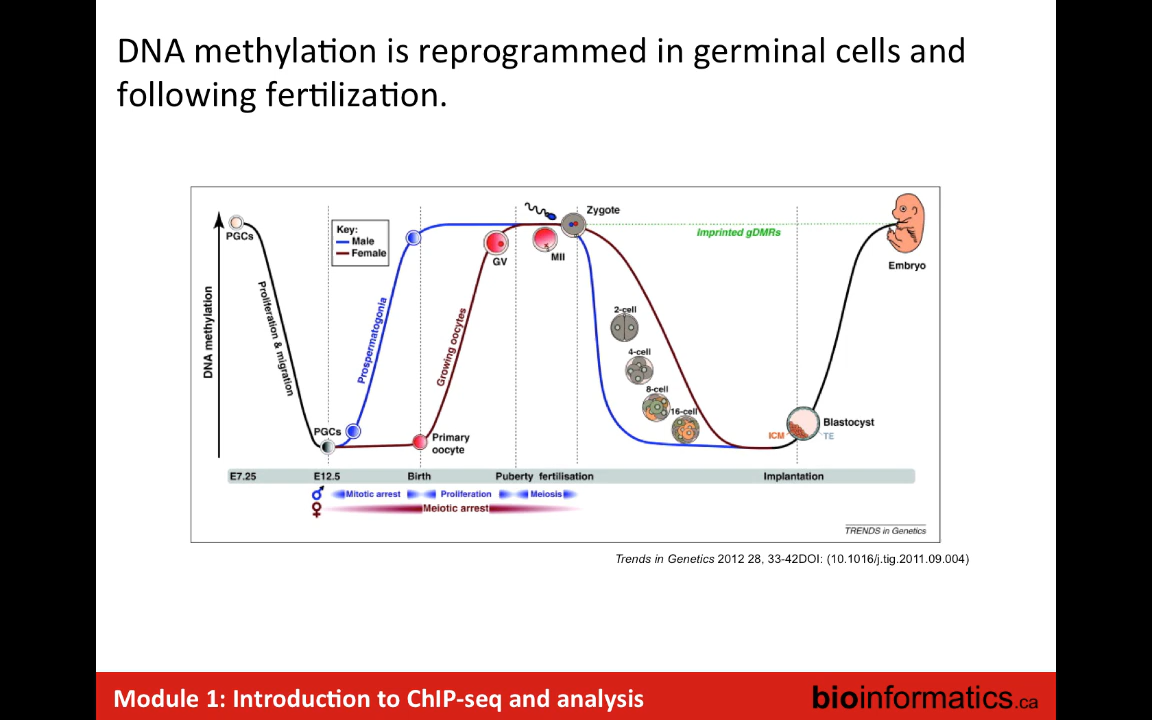 DNA methylation is reprogrammed in germinal cells and
following fertilization.
PGCs
Key:
Male
Female
Zygote
Imprinted gDMRs
GV
MII
Embryo
DNA methylation
Proliferation & migration
Prospermatogonia
Growing oocytes
2-cell
4-cell
8-cell
16-cell
PGCs
Primary
oocyte
Blastocyst
ICM
TE
E7.25
E12.5
Birth
Puberty fertilisation
Implantation
♂
Mitotic arrest
Proliferation
Meiosis
♀
Meiotic arrest
TRENDS in Genetics
Trends in Genetics 2012 28, 33-42DOI: (10.1016/j.tig.2011.09.004)
Module 1: Introduction to ChIP-seq and analysis
bioinformatics.ca